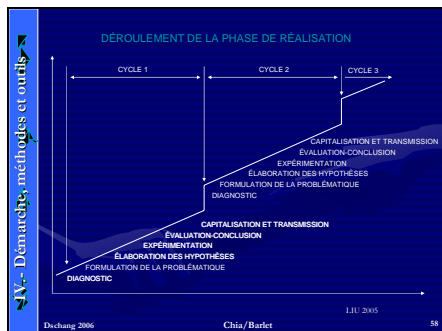 DÉROULEMENT DE LA PHASE DE RÉALISATION
IV - Démarche, méthodes et outils
CYCLE 1
CYCLE 2
CYCLE 3
CAPITALISATION ET TRANSMISSION
ÉVALUATION-CONCLUSION
EXPÉRIMENTATION
ÉLABORATION DES HYPOTHÈSES
FORMULATION DE LA PROBLÉMATIQUE
DIAGNOSTIC
CAPITALISATION ET TRANSMISSION
ÉVALUATION-CONCLUSION
EXPÉRIMENTATION
ÉLABORATION DES HYPOTHÈSES
FORMULATION DE LA PROBLÉMATIQUE
DIAGNOSTIC
LIU 2005
Dschang 2006
Chia/Barlet
58